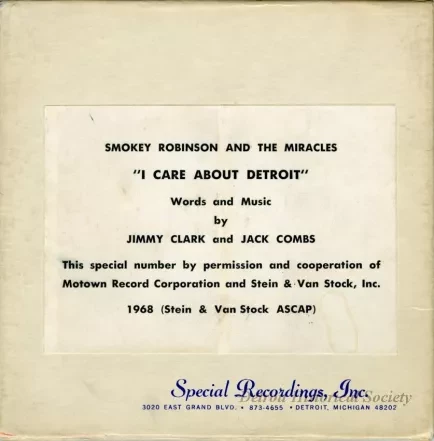 SMOKEY ROBINSON AND THE MIRACLES
"I CARE ABOUT DETROIT"
Words and Music
by
JIMMY CLARK and JACK COMBS
This special number by permission and cooperation of
Motown Record Corporation and Stein & Van Stock, Inc.
1968 (Stein & Van Stock ASCAP)
Special Recordings, Inc.
Detroit Historical Society
3020 EAST GRAND BLVD. • 873-4655 • DETROIT, MICHIGAN 48202